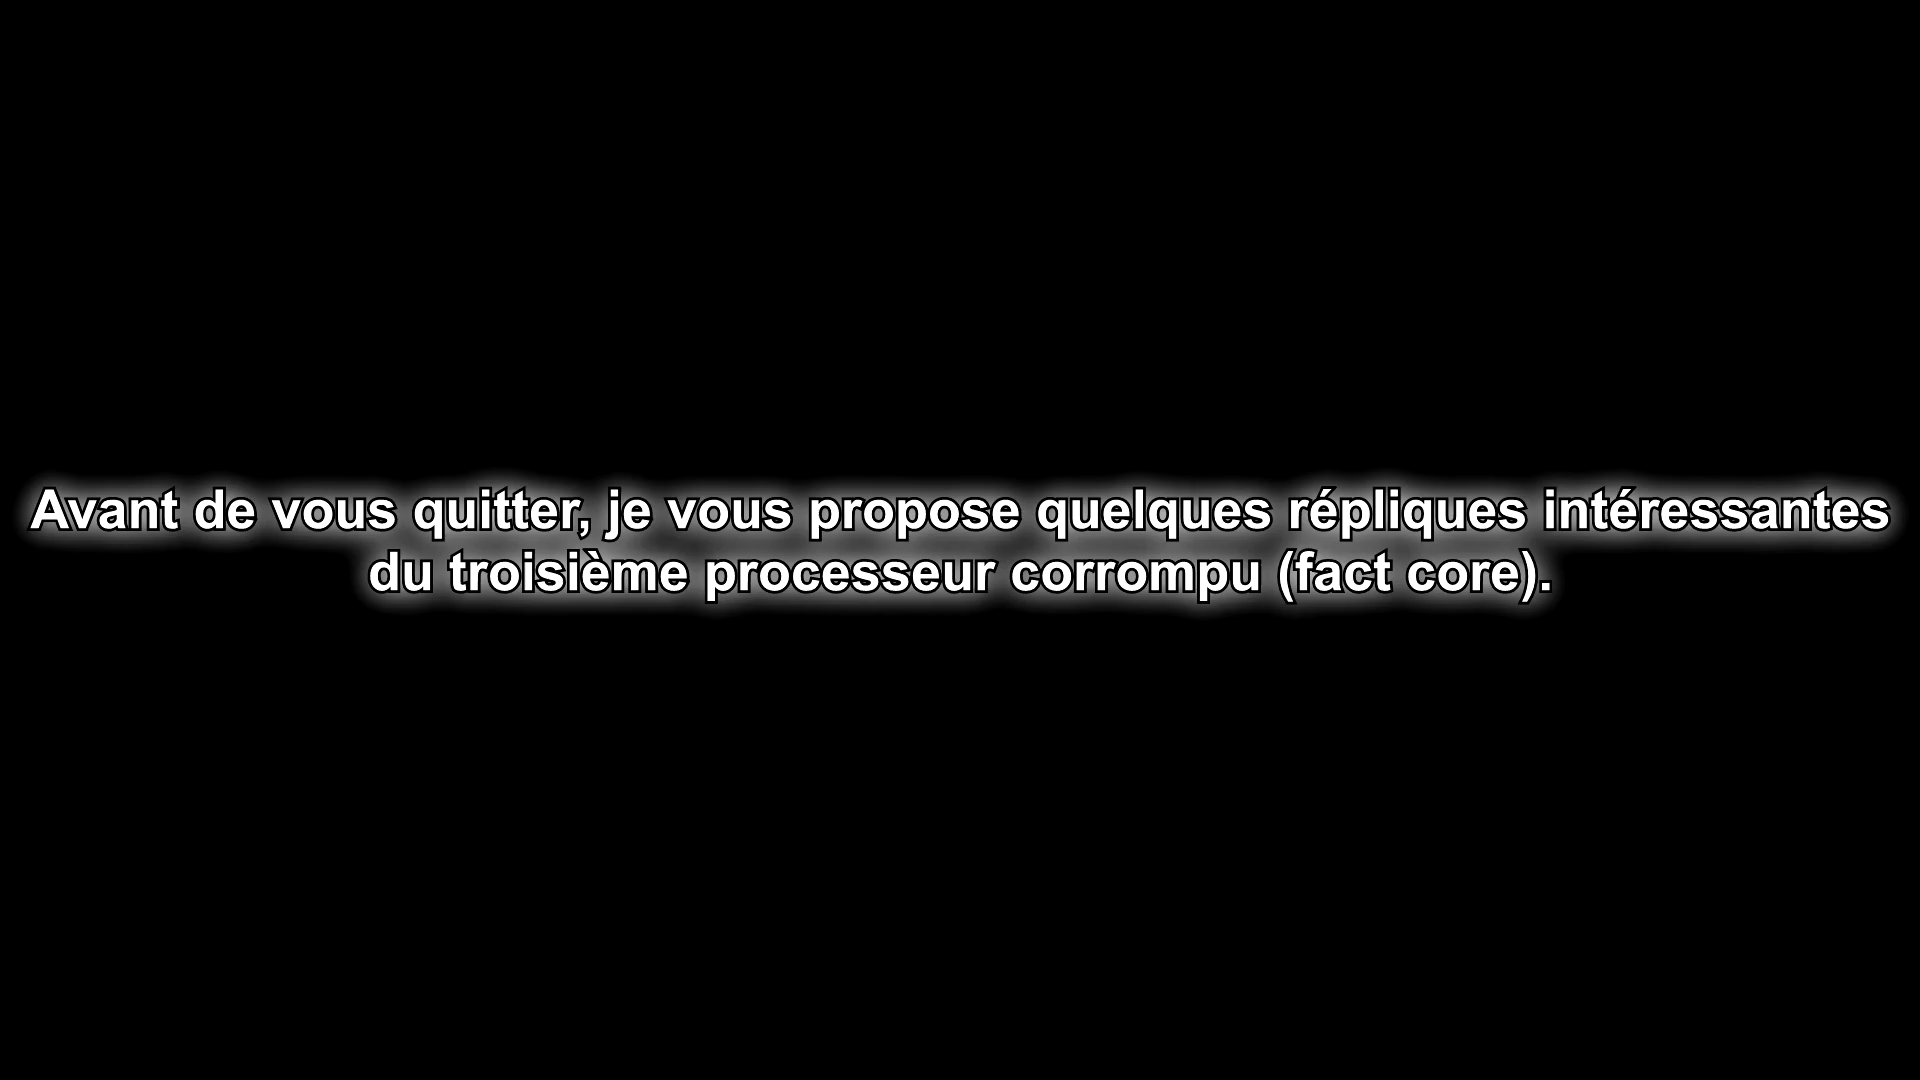 Avant de vous quitter, je vous propose quelques répliques intéressantes
du troisième processeur corrompu (fact core).